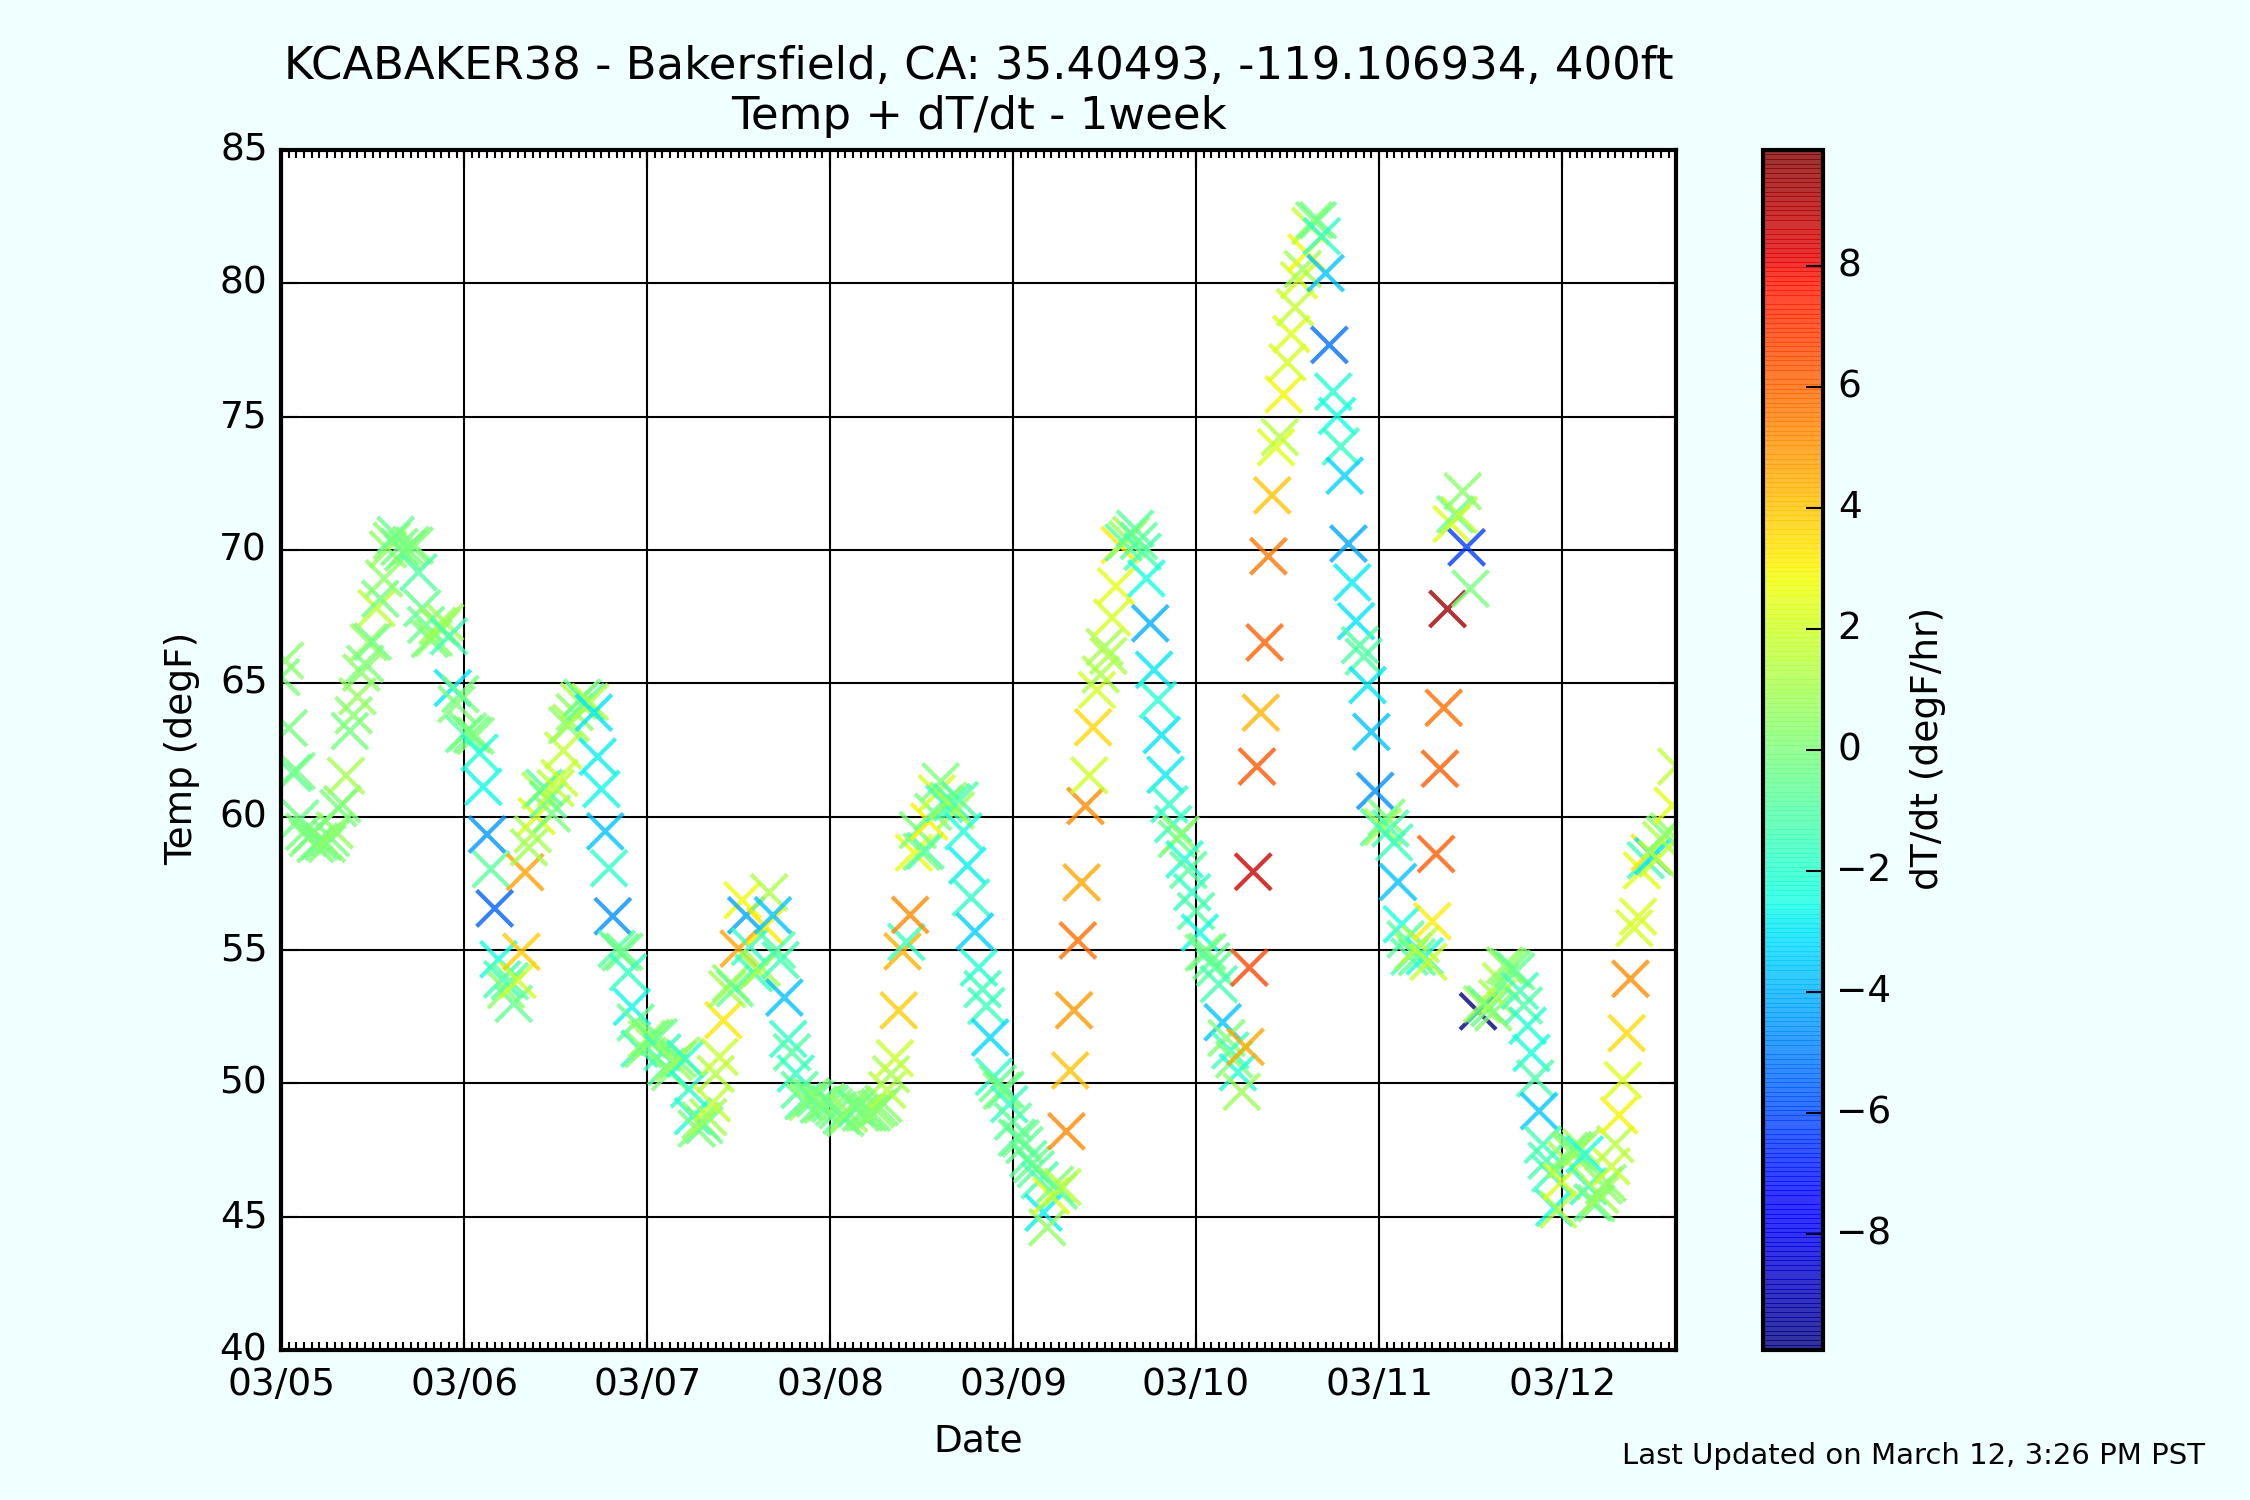 KCABAKER38 - Bakersfield, CA: 35.40493, -119.106934, 400ft
Temp + dT/dt - 1week
85
80
75
70
65
60
55
50
45
40
Temp (degF)
03/05 03/06 03/07 03/08 03/09 03/10 03/11 03/12
Date
8
6
4
2
0
−2
−4
−6
−8
dT/dt (degF/hr)
Last Updated on March 12, 3:26 PM PST